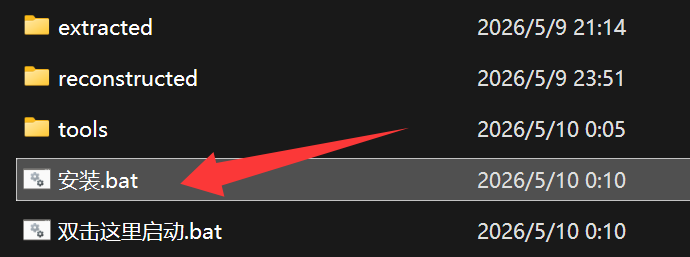 extracted 2026/5/9 21:14
reconstructed 2026/5/9 23:51
tools 2026/5/10 0:05
安装.bat 2026/5/10 0:10
双击这里启动.bat 2026/5/10 0:10